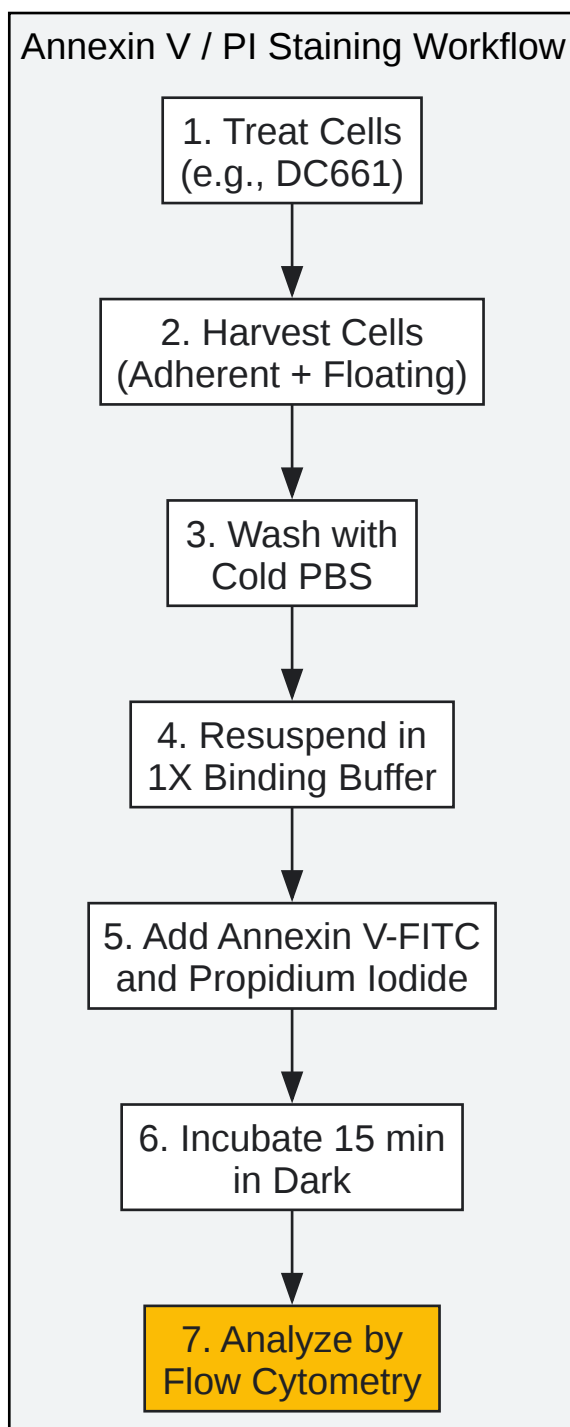 Annexin V / PI Staining Workflow
1. Treat Cells
(e.g., DC661)
2. Harvest Cells
(Adherent + Floating)
3. Wash with
Cold PBS
4. Resuspend in
1X Binding Buffer
5. Add Annexin V-FITC
and Propidium Iodide
6. Incubate 15 min
in Dark
7. Analyze by
Flow Cytometry